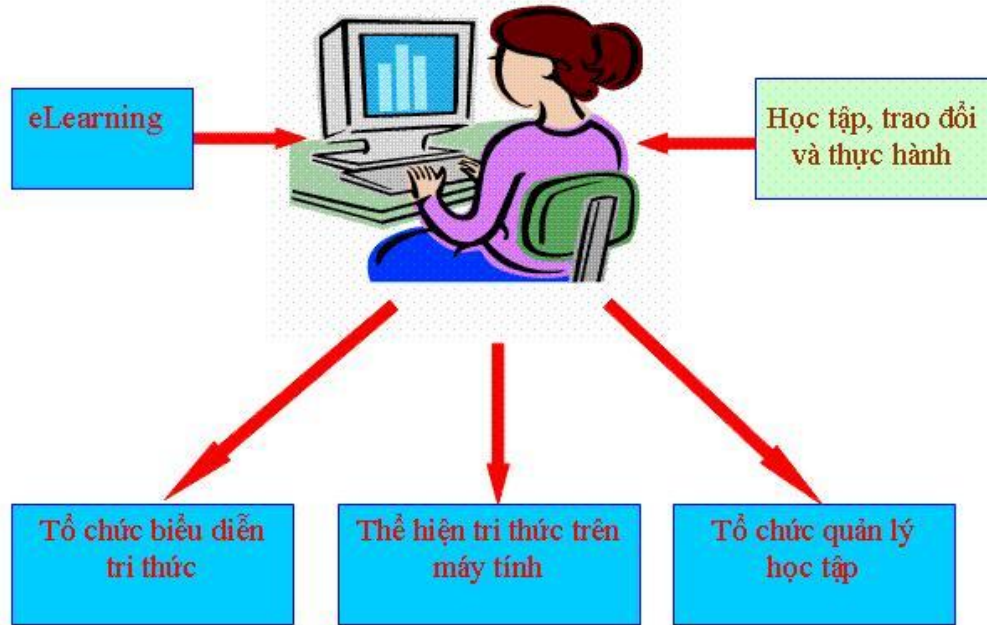 eLearning
Học tập, trao đổi
và thực hành
Tổ chức biểu diễn
tri thức
Thể hiện tri thức trên
máy tính
Tổ chức quản lý
học tập